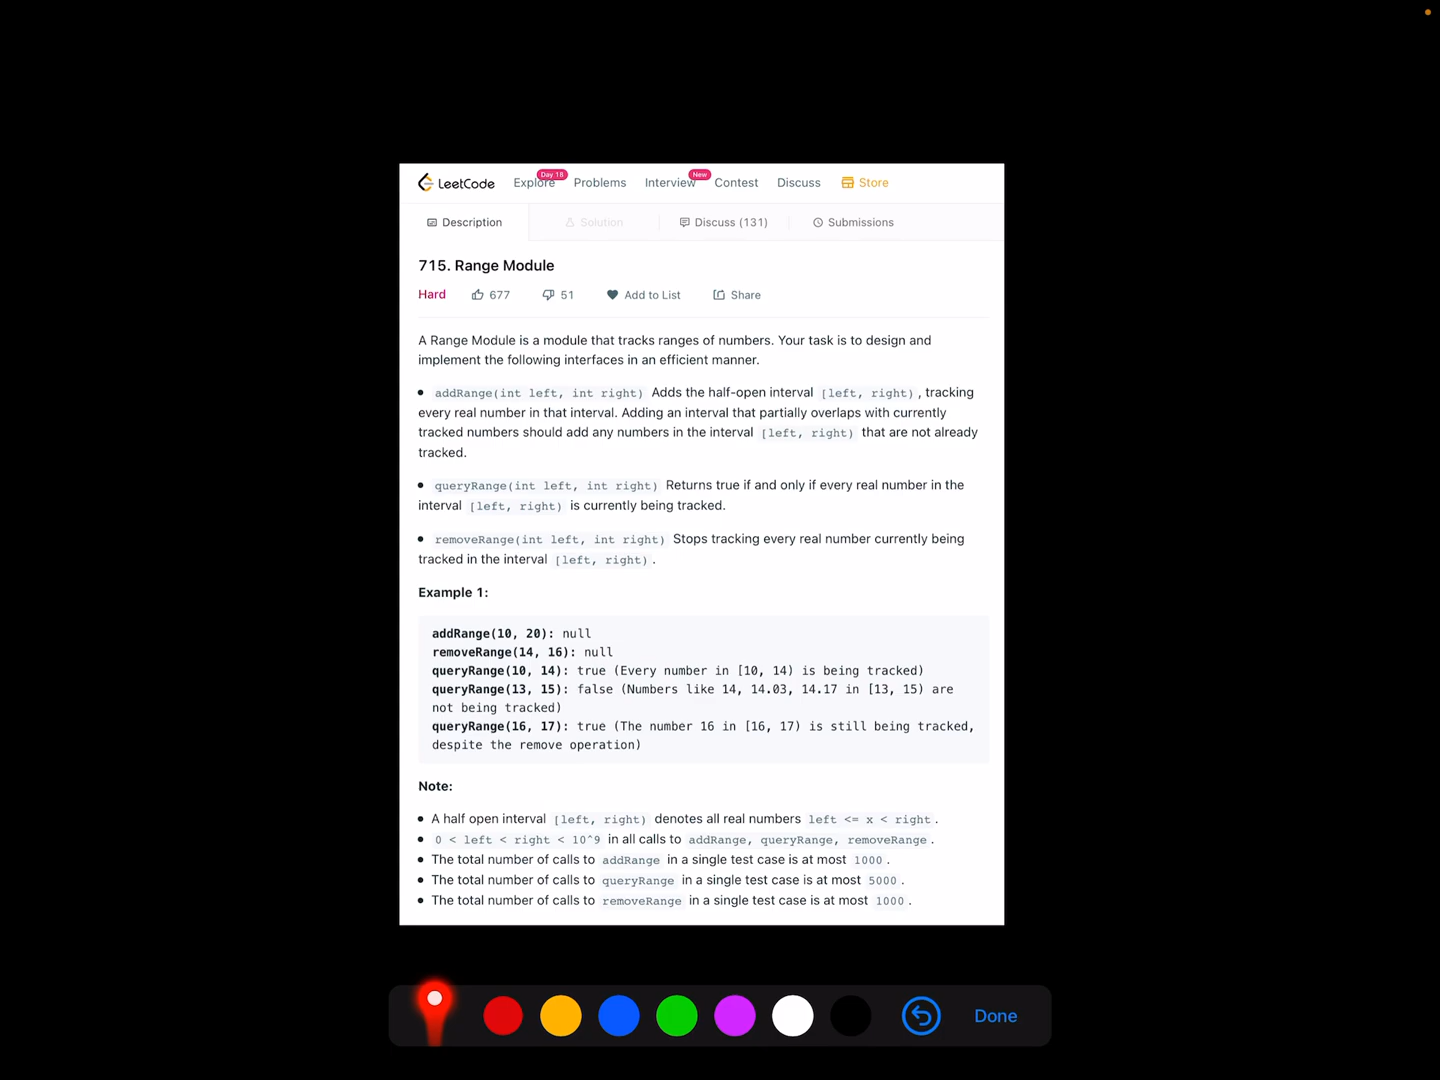 LeetCode Explore Day 18 Problems Interview New Contest Discuss Store
Description Solution Discuss (131) Submissions
715. Range Module
Hard 677 51 Add to List Share
A Range Module is a module that tracks ranges of numbers. Your task is to design and
implement the following interfaces in an efficient manner.
• addRange(int left, int right) Adds the half-open interval [left, right), tracking
every real number in that interval. Adding an interval that partially overlaps with currently
tracked numbers should add any numbers in the interval [left, right) that are not already
tracked.
• queryRange(int left, int right) Returns true if and only if every real number in the
interval [left, right) is currently being tracked.
• removeRange(int left, int right) Stops tracking every real number currently being
tracked in the interval [left, right).
Example 1:
addRange(10, 20): null
removeRange(14, 16): null
queryRange(10, 14): true (Every number in [10, 14) is being tracked)
queryRange(13, 15): false (Numbers like 14, 14.03, 14.17 in [13, 15) are
not being tracked)
queryRange(16, 17): true (The number 16 in [16, 17) is still being tracked,
despite the remove operation)
Note:
• A half open interval [left, right) denotes all real numbers left <= x < right.
• 0 < left < right < 10^9 in all calls to addRange, queryRange, removeRange.
• The total number of calls to addRange in a single test case is at most 1000.
• The total number of calls to queryRange in a single test case is at most 5000.
• The total number of calls to removeRange in a single test case is at most 1000.
Done